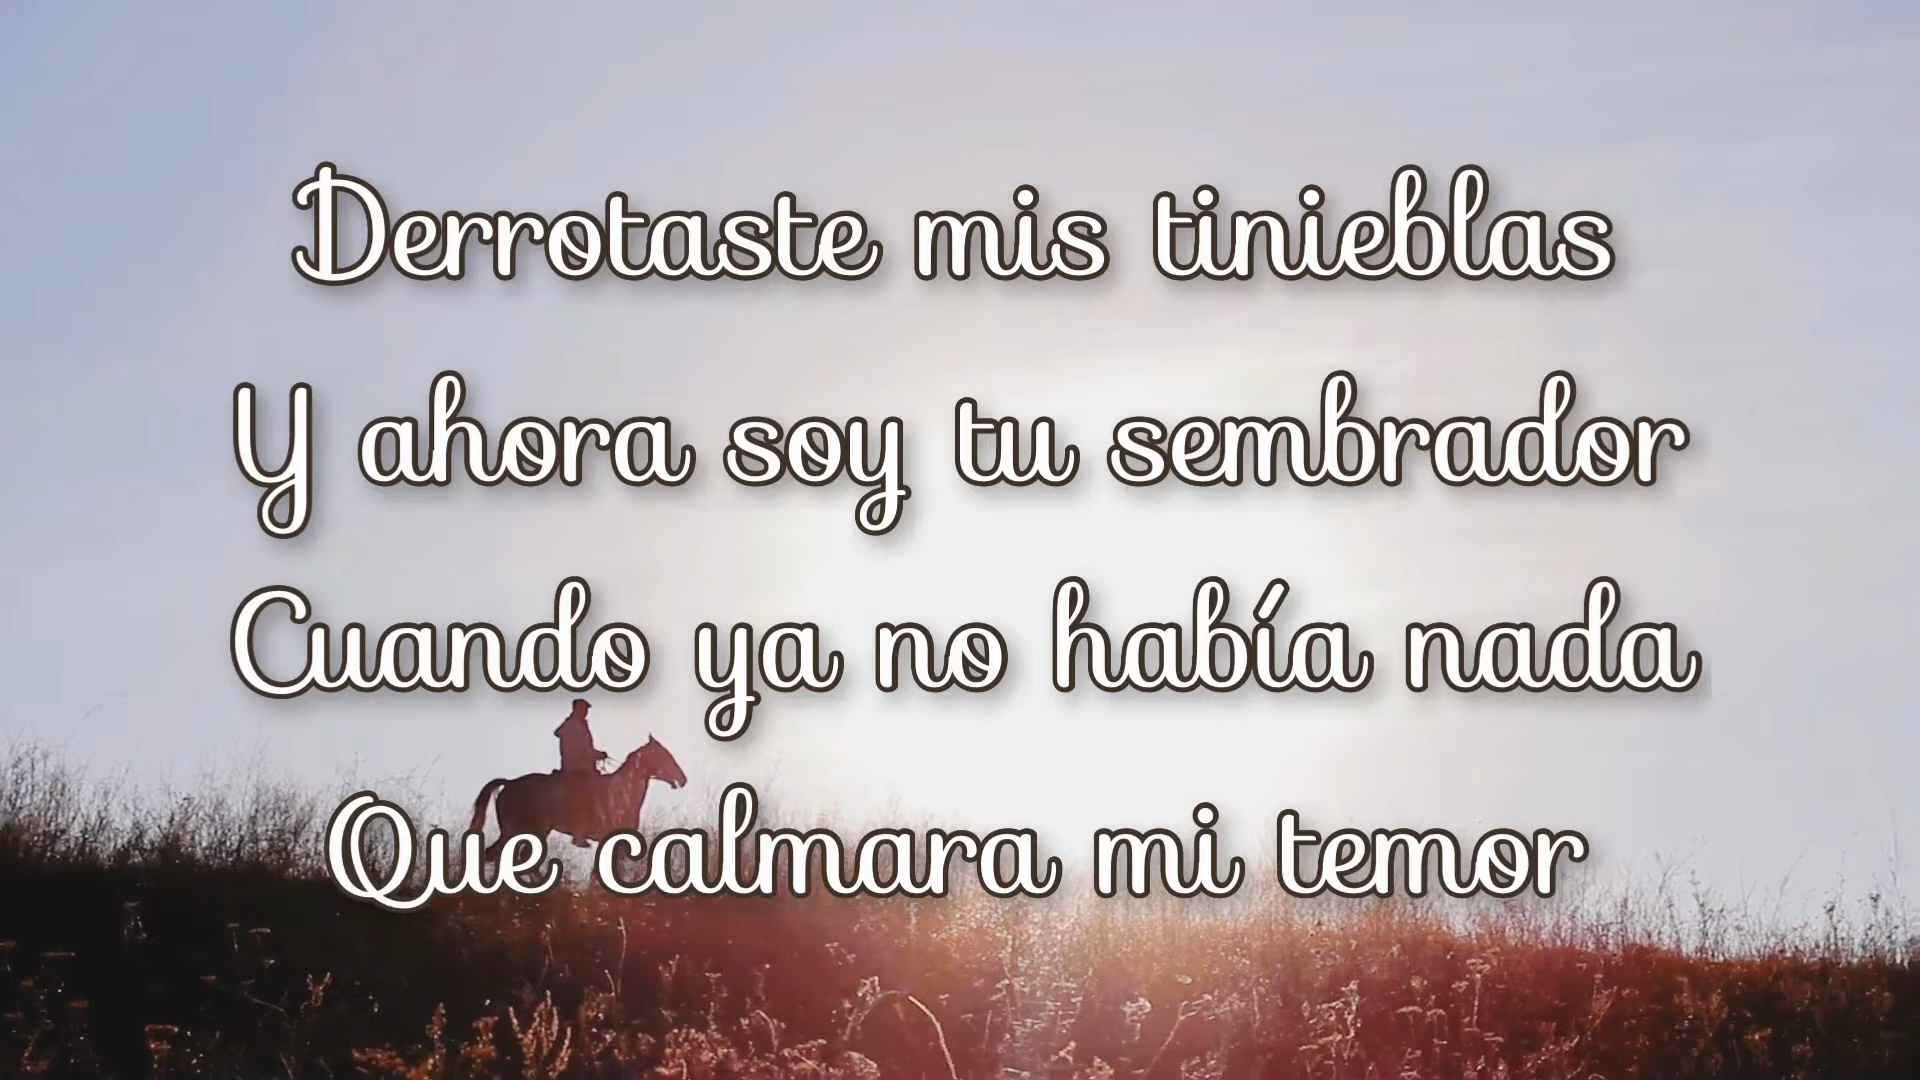 Derrotaste mis tinieblas
Y ahora soy tu sembrador
Cuando ya no había nada
Que calmara mi temor